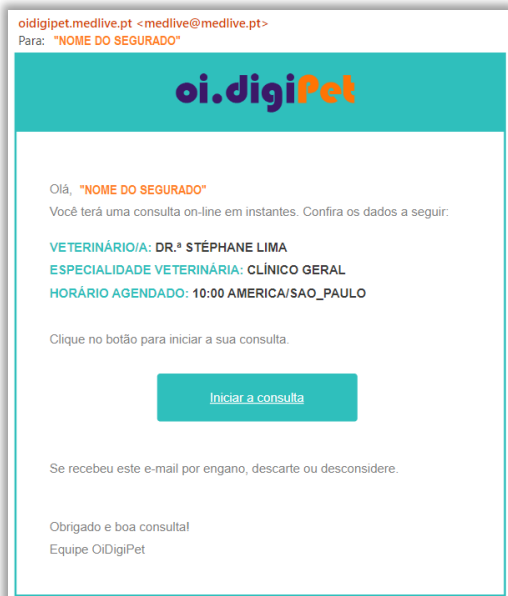 oidigipet.medlive.pt <medlive@medlive.pt>
Para: "NOME DO SEGURADO"
oi.digiPet
Olá, "NOME DO SEGURADO"
Você terá uma consulta on-line em instantes. Confira os dados a seguir:
VETERINÁRIO/A: DR.ª STÉPHANE LIMA
ESPECIALIDADE VETERINÁRIA: CLÍNICO GERAL
HORÁRIO AGENDADO: 10:00 AMERICA/SAO_PAULO
Clique no botão para iniciar a sua consulta.
Iniciar a consulta
Se recebeu este e-mail por engano, descarte ou desconsidere.
Obrigado e boa consulta!
Equipe OiDigiPet